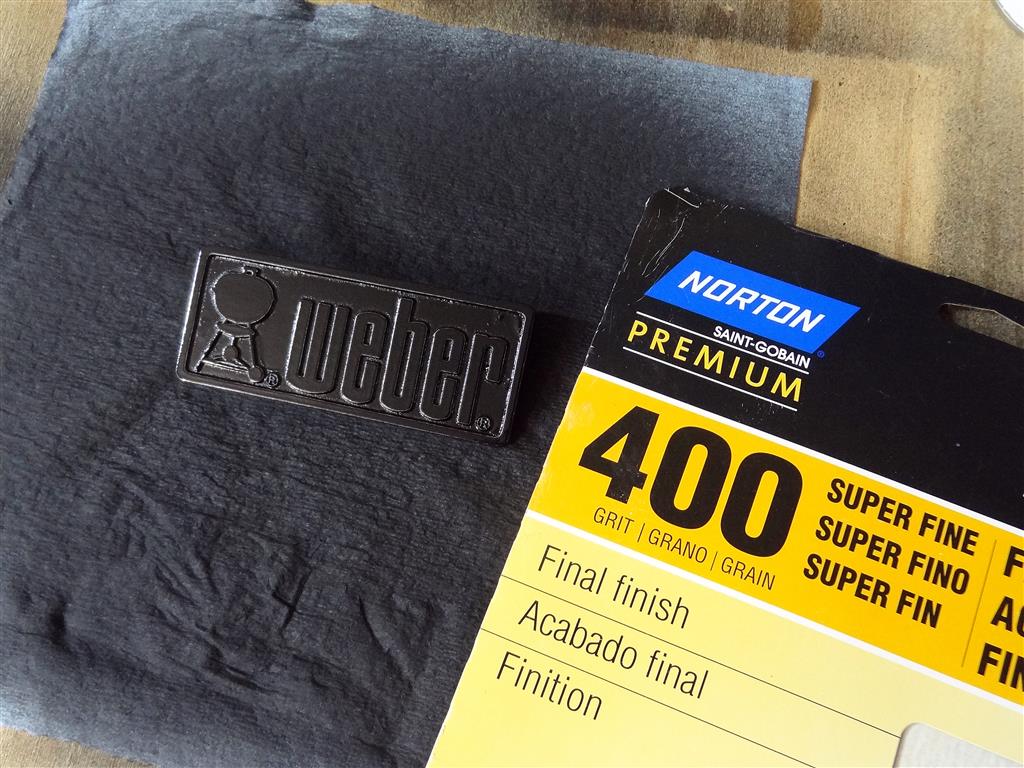 weber
®
®
NORTON
®
SAINT-GOBAIN
PREMIUM
400
GRIT | GRANO | GRAIN
SUPER FINE
SUPER FINO
SUPER FIN
Final finish
Acabado final
Finition